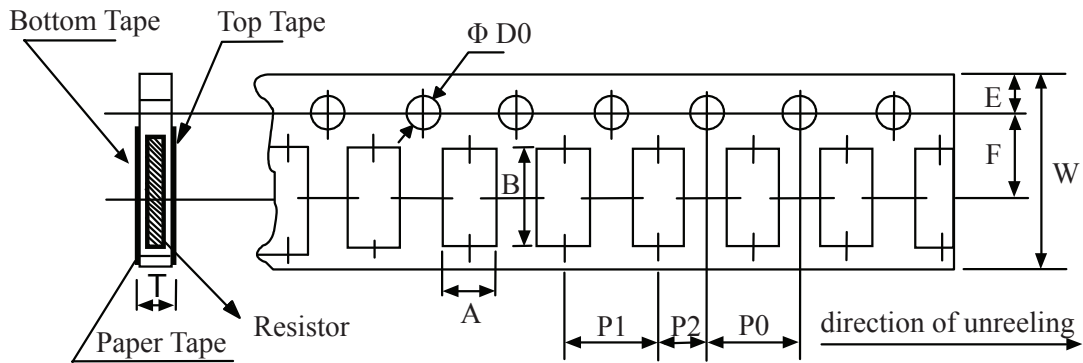 Bottom Tape
Top Tape
Φ D0
E
F
W
B
T
A
P1
P2
P0
Resistor
Paper Tape
direction of unreeling